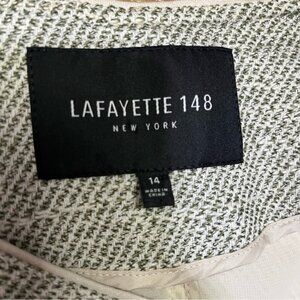 LAFAYETTE 148
NEW YORK
14
MADE IN
CHINA